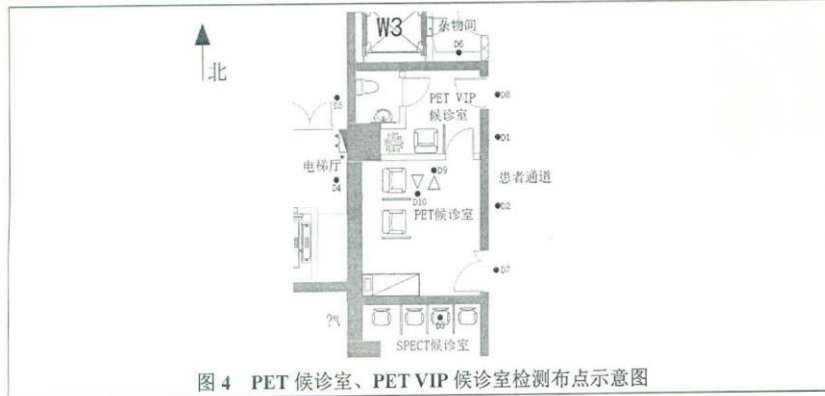 W3
杂物间
D6
北
PET VIP
候诊室
D8
D5
D1
电梯厅
D4
患者通道
D9
D10
PET候诊室
D2
D7
?气
D3
SPECT候诊室
图 4 PET 候诊室、PET VIP 候诊室检测布点示意图